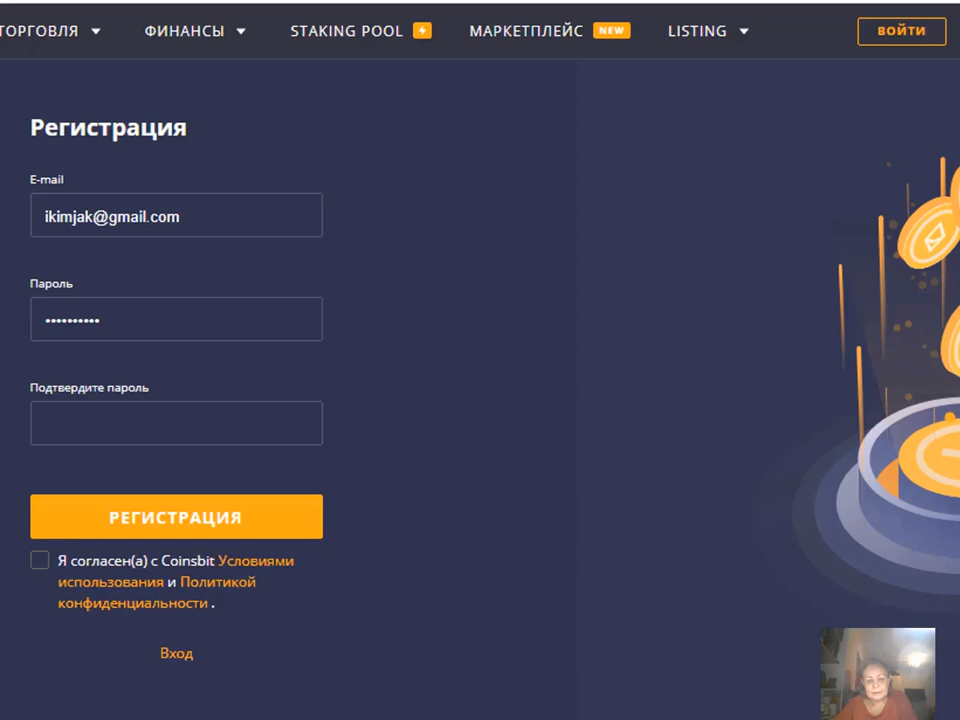 ТОРГОВЛЯ ФИНАНСЫ STAKING POOL МАРКЕТПЛЕЙС NEW LISTING ВОЙТИ
Регистрация
E-mail
ikimjak@gmail.com
Пароль
••••••••••
Подтвердите пароль
РЕГИСТРАЦИЯ
Я согласен(а) с Coinsbit Условиями
использования и Политикой
конфиденциальности .
Вход